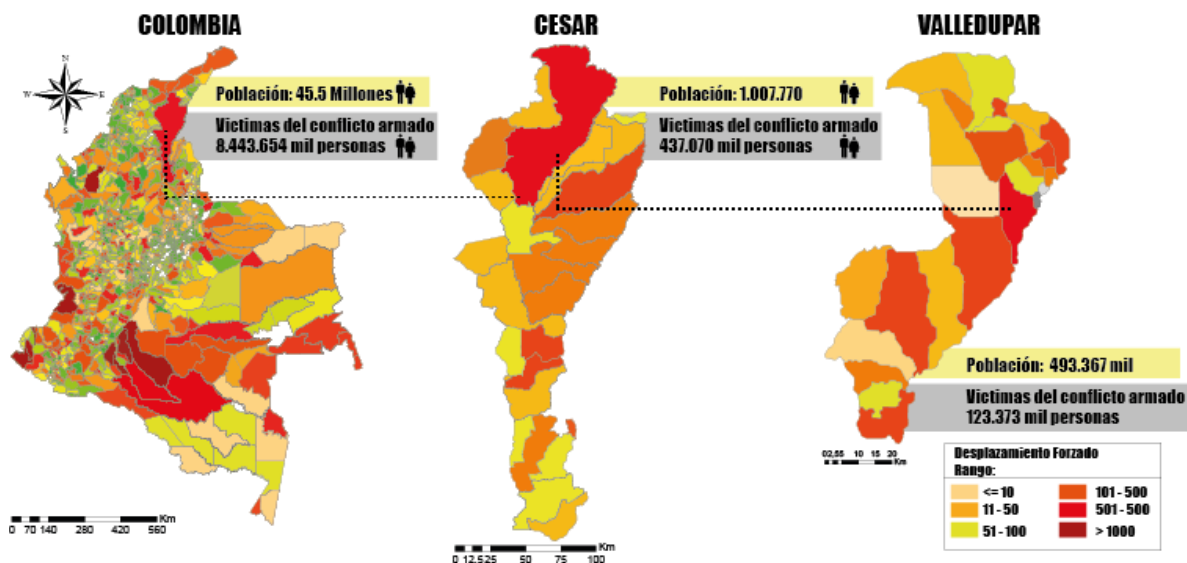 COLOMBIA
N
W E
S
Población: 45.5 Millones
Victimas del conflicto armado
8.443.654 mil personas
0 70 140 280 420 560
Km
CESAR
Población: 1.007.770
Victimas del conflicto armado
437.070 mil personas
0 12.525 50 75 100
Km
VALLEDUPAR
Población: 493.367 mil
Victimas del conflicto armado
123.373 mil personas
02,55 10 15 20
Km
Desplazamiento Forzado
Rango:
<= 10
11 - 50
51 - 100
101 - 500
501 - 500
> 1000